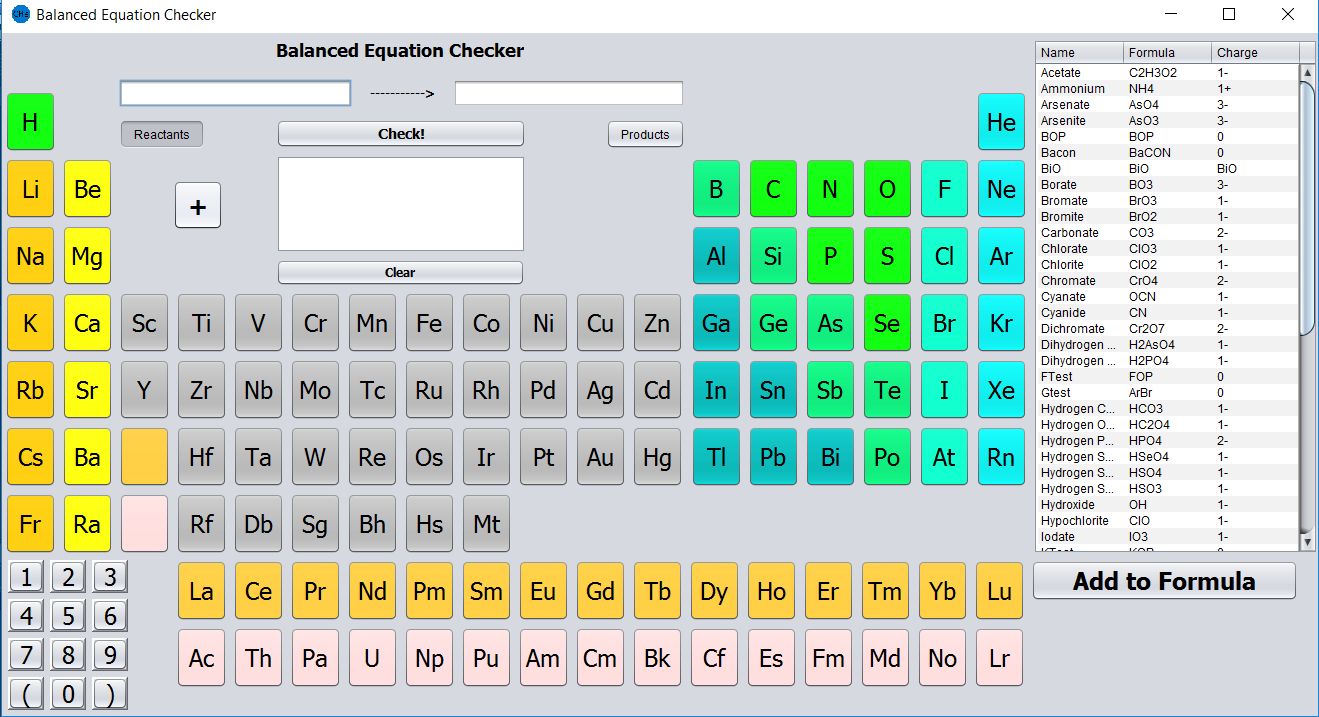 CH4 Balanced Equation Checker
Balanced Equation Checker
Name Formula Charge
----------->
Reactants Check! Products
+
Clear
H He
Li Be B C N O F Ne
Na Mg Al Si P S Cl Ar
K Ca Sc Ti V Cr Mn Fe Co Ni Cu Zn Ga Ge As Se Br Kr
Rb Sr Y Zr Nb Mo Tc Ru Rh Pd Ag Cd In Sn Sb Te I Xe
Cs Ba Hf Ta W Re Os Ir Pt Au Hg Tl Pb Bi Po At Rn
Fr Ra Rf Db Sg Bh Hs Mt
La Ce Pr Nd Pm Sm Eu Gd Tb Dy Ho Er Tm Yb Lu
Ac Th Pa U Np Pu Am Cm Bk Cf Es Fm Md No Lr
1 2 3
4 5 6
7 8 9
( 0 )
Acetate C2H3O2 1-
Ammonium NH4 1+
Arsenate AsO4 3-
Arsenite AsO3 3-
BOP BOP 0
Bacon BaCON 0
BiO BiO BiO
Borate BO3 3-
Bromate BrO3 1-
Bromite BrO2 1-
Carbonate CO3 2-
Chlorate ClO3 1-
Chlorite ClO2 1-
Chromate CrO4 2-
Cyanate OCN 1-
Cyanide CN 1-
Dichromate Cr2O7 2-
Dihydrogen ... H2AsO4 1-
Dihydrogen ... H2PO4 1-
FTest FOP 0
Gtest ArBr 0
Hydrogen C... HCO3 1-
Hydrogen O... HC2O4 1-
Hydrogen P... HPO4 2-
Hydrogen S... HSeO4 1-
Hydrogen S... HSO4 1-
Hydrogen S... HSO3 1-
Hydroxide OH 1-
Hypochlorite ClO 1-
Iodate IO3 1-
Add to Formula